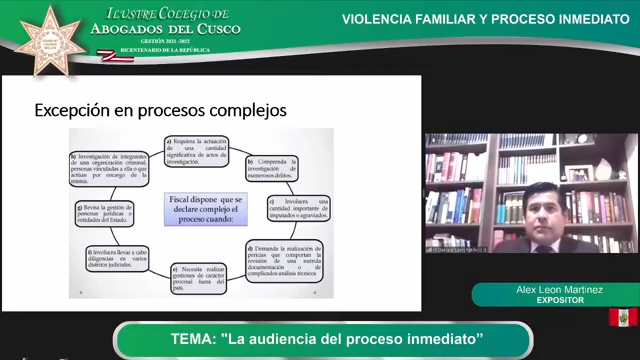 ILUSTRE COLEGIO DE
ABOGADOS DEL CUSCO
GESTIÓN 2021 -2022
BICENTENARIO DE LA REPÚBLICA
VIOLENCIA FAMILIAR Y PROCESO INMEDIATO
Excepción en procesos complejos
a) Requiera la actuación
de una cantidad
significativa de actos de
investigación.
b) Comprenda la
investigación de
numerosos delitos.
c) Involucra una
cantidad importante de
imputados o agraviados.
d) Demanda la realización de
pericias que comportan la
revisión de una nutrida
documentación o de
complicados análisis técnicos
e) Necesita realizar
gestiones de carácter
procesal fuera del
país.
f) Involucra llevar a cabo
diligencias en varios
distritos judiciales.
g) Revisa la gestión de
personas jurídicas o
entidades del Estado.
h) Investigación de integrantes
de una organización criminal,
personas vinculadas a ella o que
actúan por encargo de la
misma.
Fiscal dispone que se
declare complejo el
proceso cuando:
Alex Leon Martinez
EXPOSITOR
TEMA: "La audiencia del proceso inmediato”